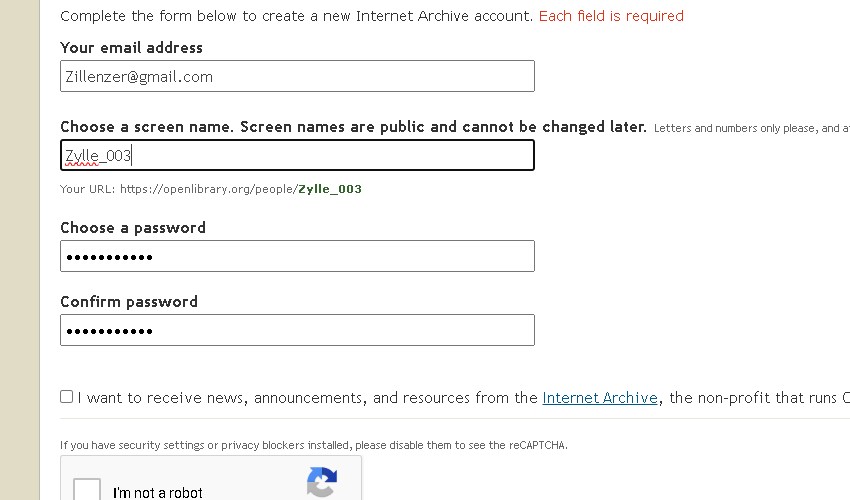 Complete the form below to create a new Internet Archive account. Each field is required
Your email address
Zillenzer@gmail.com
Choose a screen name. Screen names are public and cannot be changed later. Letters and numbers only please, and
Zylle_003
Your URL: https://openlibrary.org/people/Zylle_003
Choose a password
•••••••••••
Confirm password
•••••••••••
I want to receive news, announcements, and resources from the Internet Archive, the non-profit that runs
If you have security settings or privacy blockers installed, please disable them to see the reCAPTCHA.
I'm not a robot